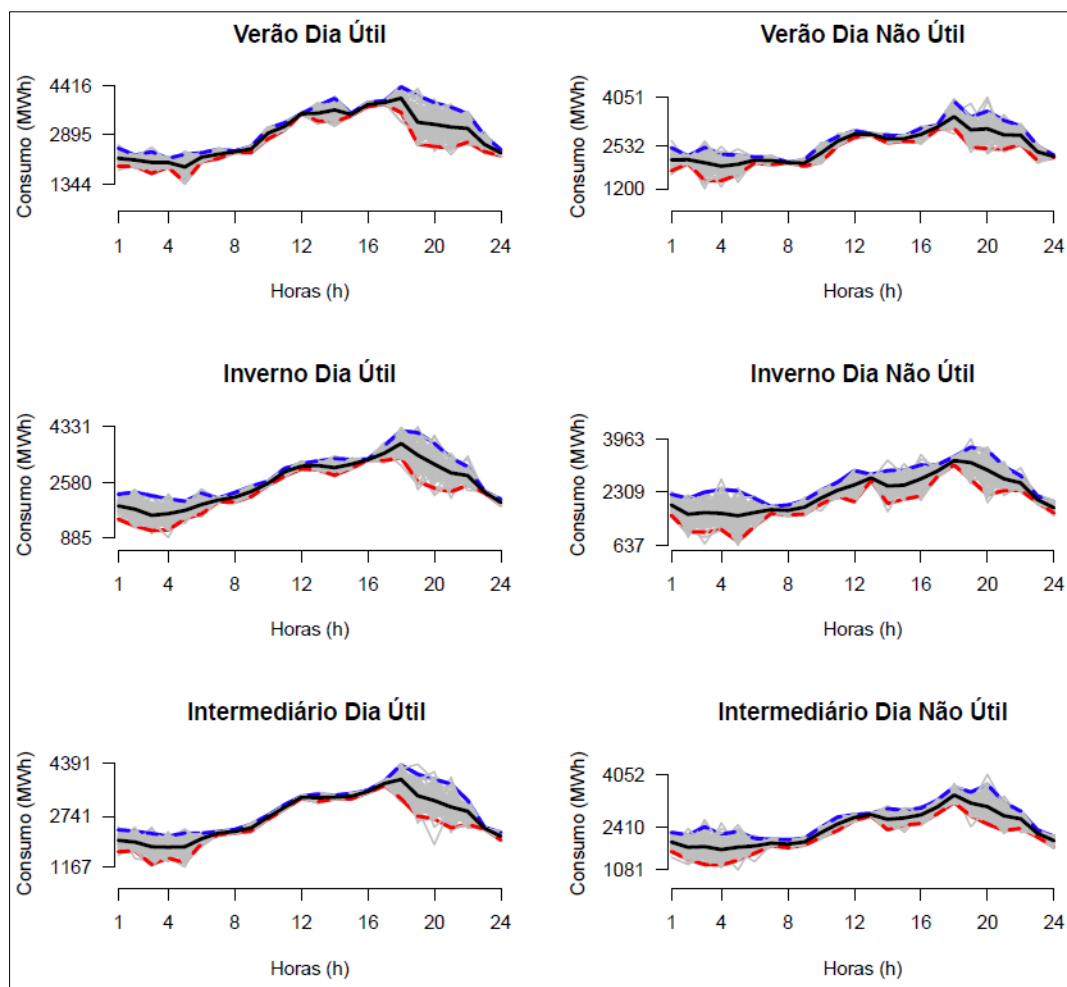 Verão Dia Útil
Consumo (MWh)
4416
2895
1344
1 4 8 12 16 20 24
Horas (h)
Verão Dia Não Útil
Consumo (MWh)
4051
2532
1200
1 4 8 12 16 20 24
Horas (h)
Inverno Dia Útil
Consumo (MWh)
4331
2580
885
1 4 8 12 16 20 24
Horas (h)
Inverno Dia Não Útil
Consumo (MWh)
3963
2309
637
1 4 8 12 16 20 24
Horas (h)
Intermediário Dia Útil
Consumo (MWh)
4391
2741
1167
1 4 8 12 16 20 24
Horas (h)
Intermediário Dia Não Útil
Consumo (MWh)
4052
2410
1081
1 4 8 12 16 20 24
Horas (h)